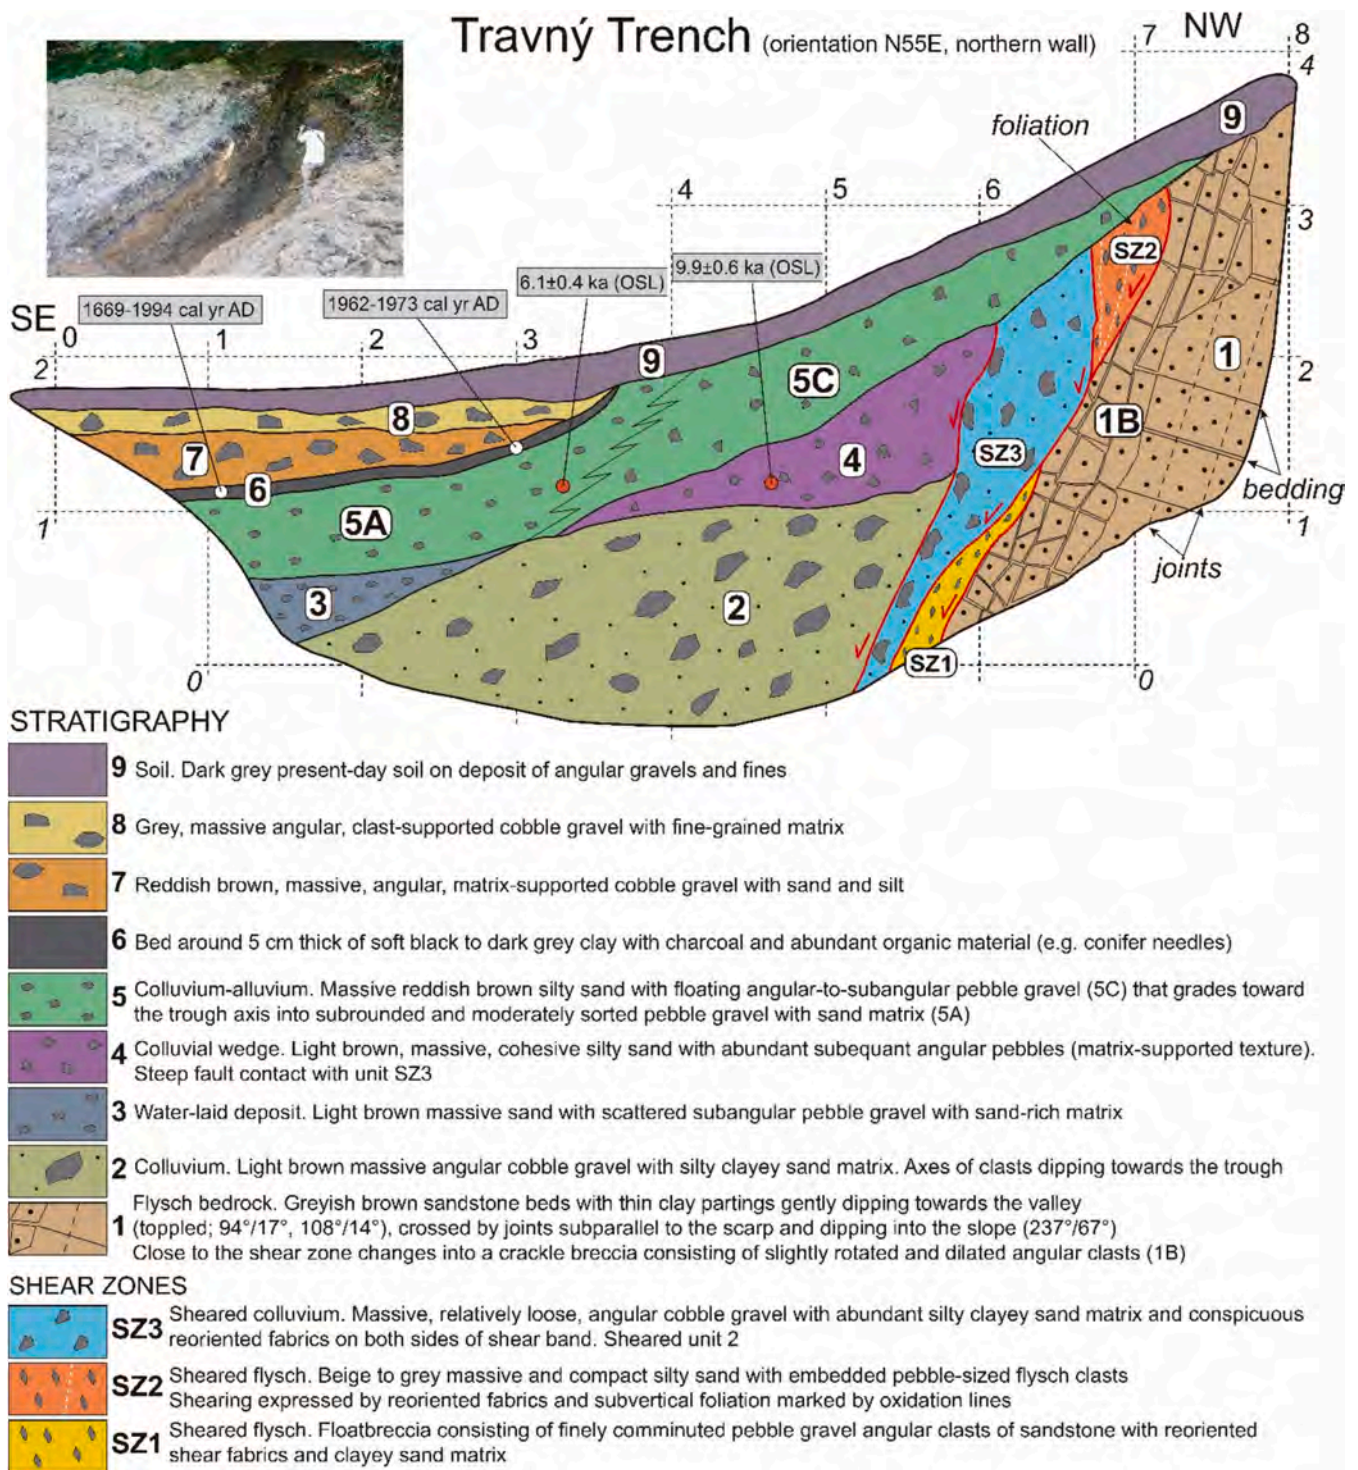 Travný Trench (orientation N55E, northern wall)
7 NW 8
4
9
foliation
4 5 6
3
SZ2
9.9±0.6 ka (OSL)
6.1±0.4 ka (OSL)
1669-1994 cal yr AD
1962-1973 cal yr AD
SE 0 1 2 3
2
9
5C
1
2
8
1B
7
4
SZ3
6
bedding
1
5A
1
joints
3
2
SZ1
0
0
STRATIGRAPHY
9 Soil. Dark grey present-day soil on deposit of angular gravels and fines
8 Grey, massive angular, clast-supported cobble gravel with fine-grained matrix
7 Reddish brown, massive, angular, matrix-supported cobble gravel with sand and silt
6 Bed around 5 cm thick of soft black to dark grey clay with charcoal and abundant organic material (e.g. conifer needles)
5 Colluvium-alluvium. Massive reddish brown silty sand with floating angular-to-subangular pebble gravel (5C) that grades toward
the trough axis into subrounded and moderately sorted pebble gravel with sand matrix (5A)
4 Colluvial wedge. Light brown, massive, cohesive silty sand with abundant subequant angular pebbles (matrix-supported texture).
Steep fault contact with unit SZ3
3 Water-laid deposit. Light brown massive sand with scattered subangular pebble gravel with sand-rich matrix
2 Colluvium. Light brown massive angular cobble gravel with silty clayey sand matrix. Axes of clasts dipping towards the trough
Flysch bedrock. Greyish brown sandstone beds with thin clay partings gently dipping towards the valley
1 (toppled; 94°/17°, 108°/14°), crossed by joints subparallel to the scarp and dipping into the slope (237°/67°)
Close to the shear zone changes into a crackle breccia consisting of slightly rotated and dilated angular clasts (1B)
SHEAR ZONES
SZ3 Sheared colluvium. Massive, relatively loose, angular cobble gravel with abundant silty clayey sand matrix and conspicuous
reoriented fabrics on both sides of shear band. Sheared unit 2
SZ2 Sheared flysch. Beige to grey massive and compact silty sand with embedded pebble-sized flysch clasts
Shearing expressed by reoriented fabrics and subvertical foliation marked by oxidation lines
SZ1 Sheared flysch. Floatbreccia consisting of finely comminuted pebble gravel angular clasts of sandstone with reoriented
shear fabrics and clayey sand matrix